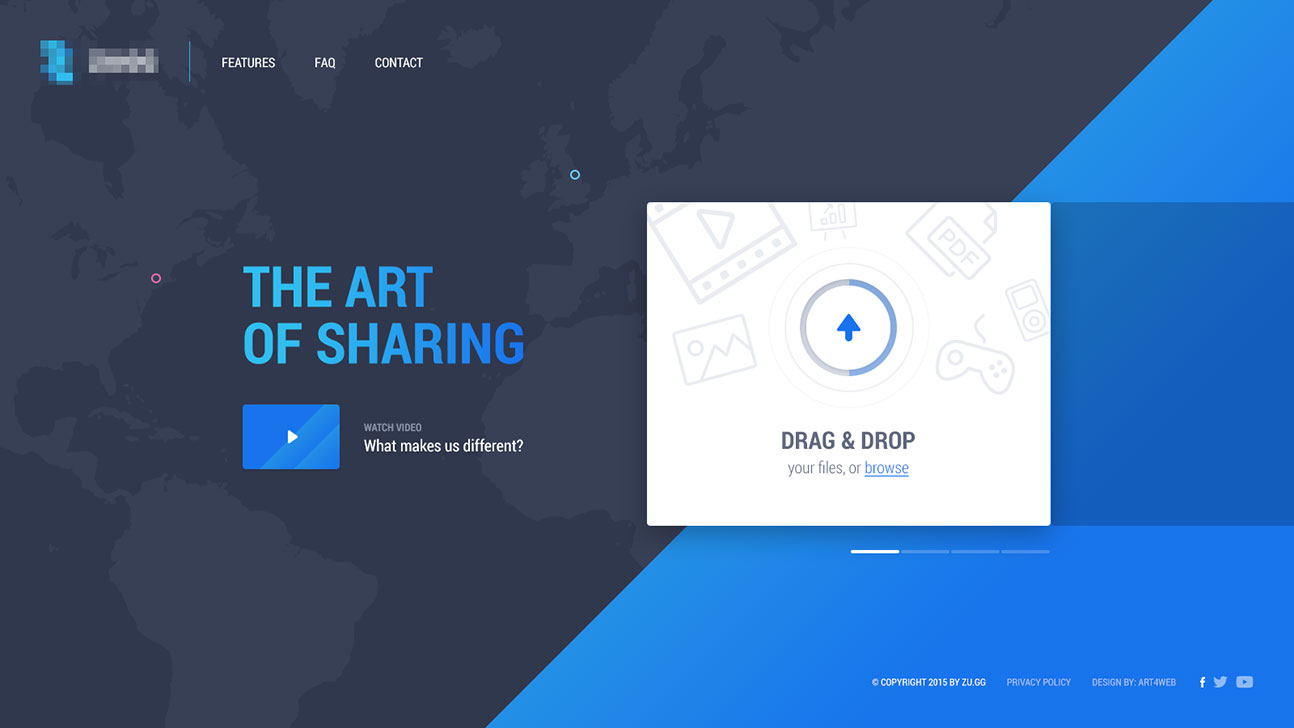 FEATURES FAQ CONTACT
THE ART
OF SHARING
WATCH VIDEO
What makes us different?
PDF
DRAG & DROP
your files, or browse
© COPYRIGHT 2015 BY ZU.GG PRIVACY POLICY DESIGN BY: ART4WEB